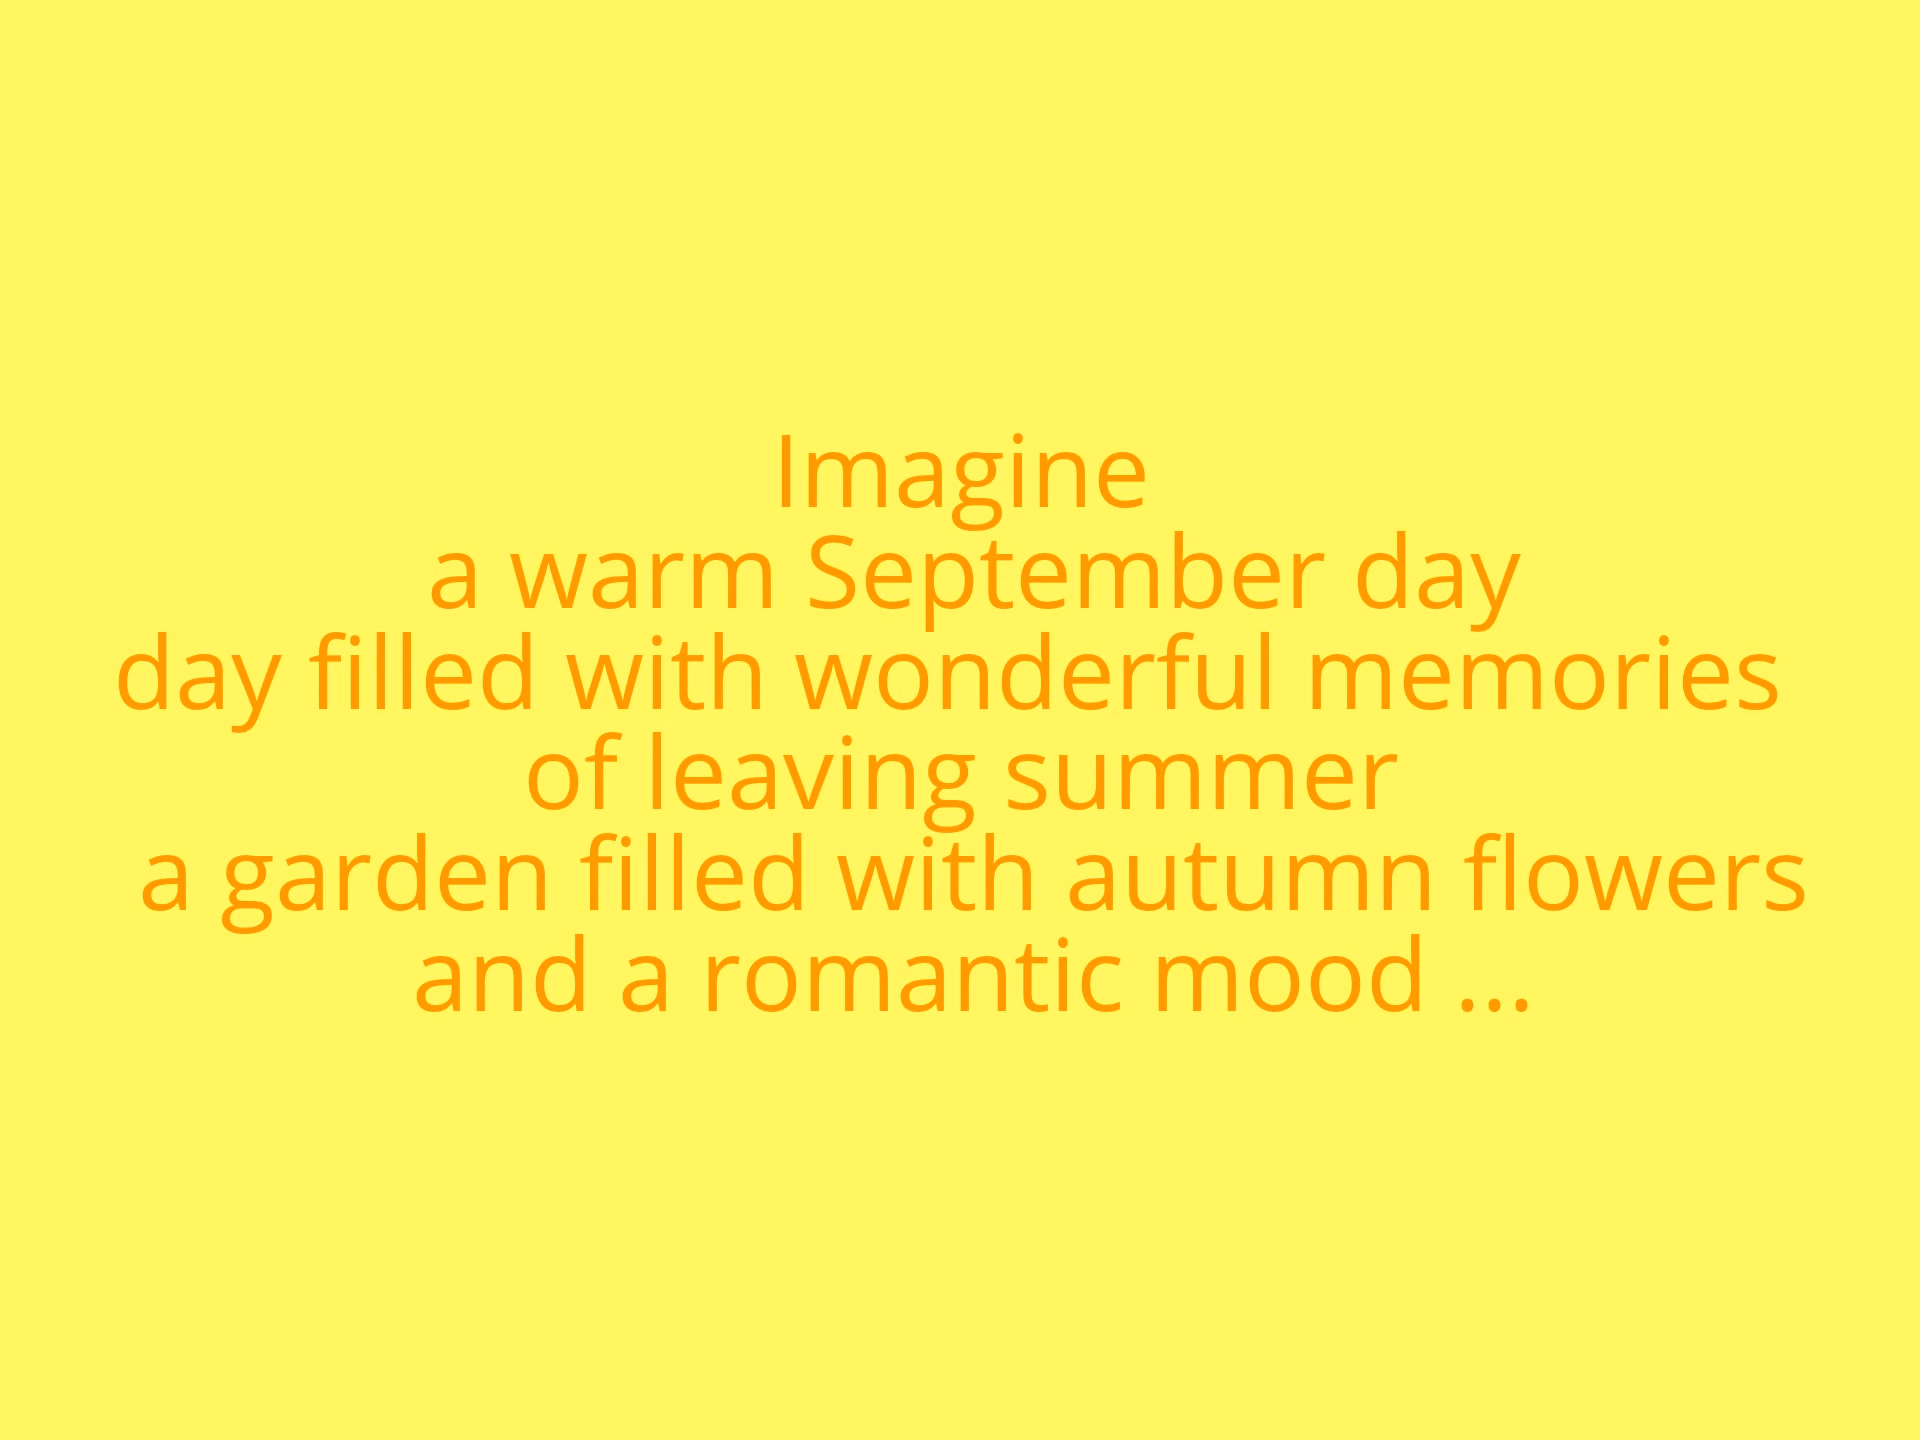 Imagine
a warm September day
day filled with wonderful memories
of leaving summer
a garden filled with autumn flowers
and a romantic mood ...